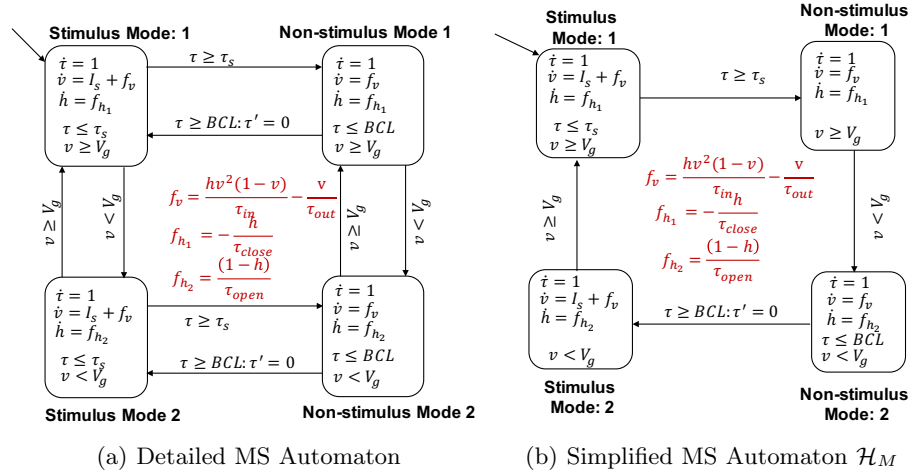 Stimulus Mode: 1
Non-stimulus Mode 1
τ̇ = 1
v̇ = I_s + f_v
ḣ = f_{h_1}
τ ≤ τ_s
v ≥ V_g
τ ≥ τ_s
τ̇ = 1
v̇ = f_v
ḣ = f_{h_1}
τ ≤ BCL
v ≥ V_g
τ ≥ BCL: τ′ = 0
v ≥ V_g
v < V_g
f_v = hv²(1 − v)/τ_in − v/τ_out
f_{h_1} = − h/τ_close
f_{h_2} = (1 − h)/τ_open
v ≥ V_g
v < V_g
τ̇ = 1
v̇ = I_s + f_v
ḣ = f_{h_2}
τ ≤ τ_s
v < V_g
τ ≥ τ_s
τ ≥ BCL: τ′ = 0
τ̇ = 1
v̇ = f_v
ḣ = f_{h_2}
τ ≤ BCL
v < V_g
Stimulus Mode 2
Non-stimulus Mode 2
(a) Detailed MS Automaton
Stimulus
Mode: 1
Non-stimulus
Mode: 1
τ̇ = 1
v̇ = I_s + f_v
ḣ = f_{h_1}
τ ≤ τ_s
v ≥ V_g
τ ≥ τ_s
τ̇ = 1
v̇ = f_v
ḣ = f_{h_1}
v ≥ V_g
v ≥ V_g
f_v = hv²(1 − v)/τ_in − v/τ_out
f_{h_1} = − h/τ_close
f_{h_2} = (1 − h)/τ_open
v < V_g
τ̇ = 1
v̇ = I_s + f_v
ḣ = f_{h_2}
v < V_g
τ ≥ BCL: τ′ = 0
τ̇ = 1
v̇ = f_v
ḣ = f_{h_2}
τ ≤ BCL
v < V_g
Stimulus
Mode: 2
Non-stimulus
Mode: 2
(b) Simplified MS Automaton ℋ_M